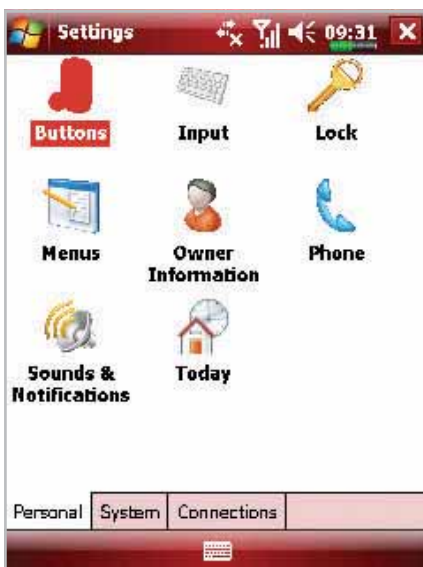 Settings
09:31
Buttons
Input
Lock
Menus
Owner
Information
Phone
Sounds &
Notifications
Today
Personal
System
Connections